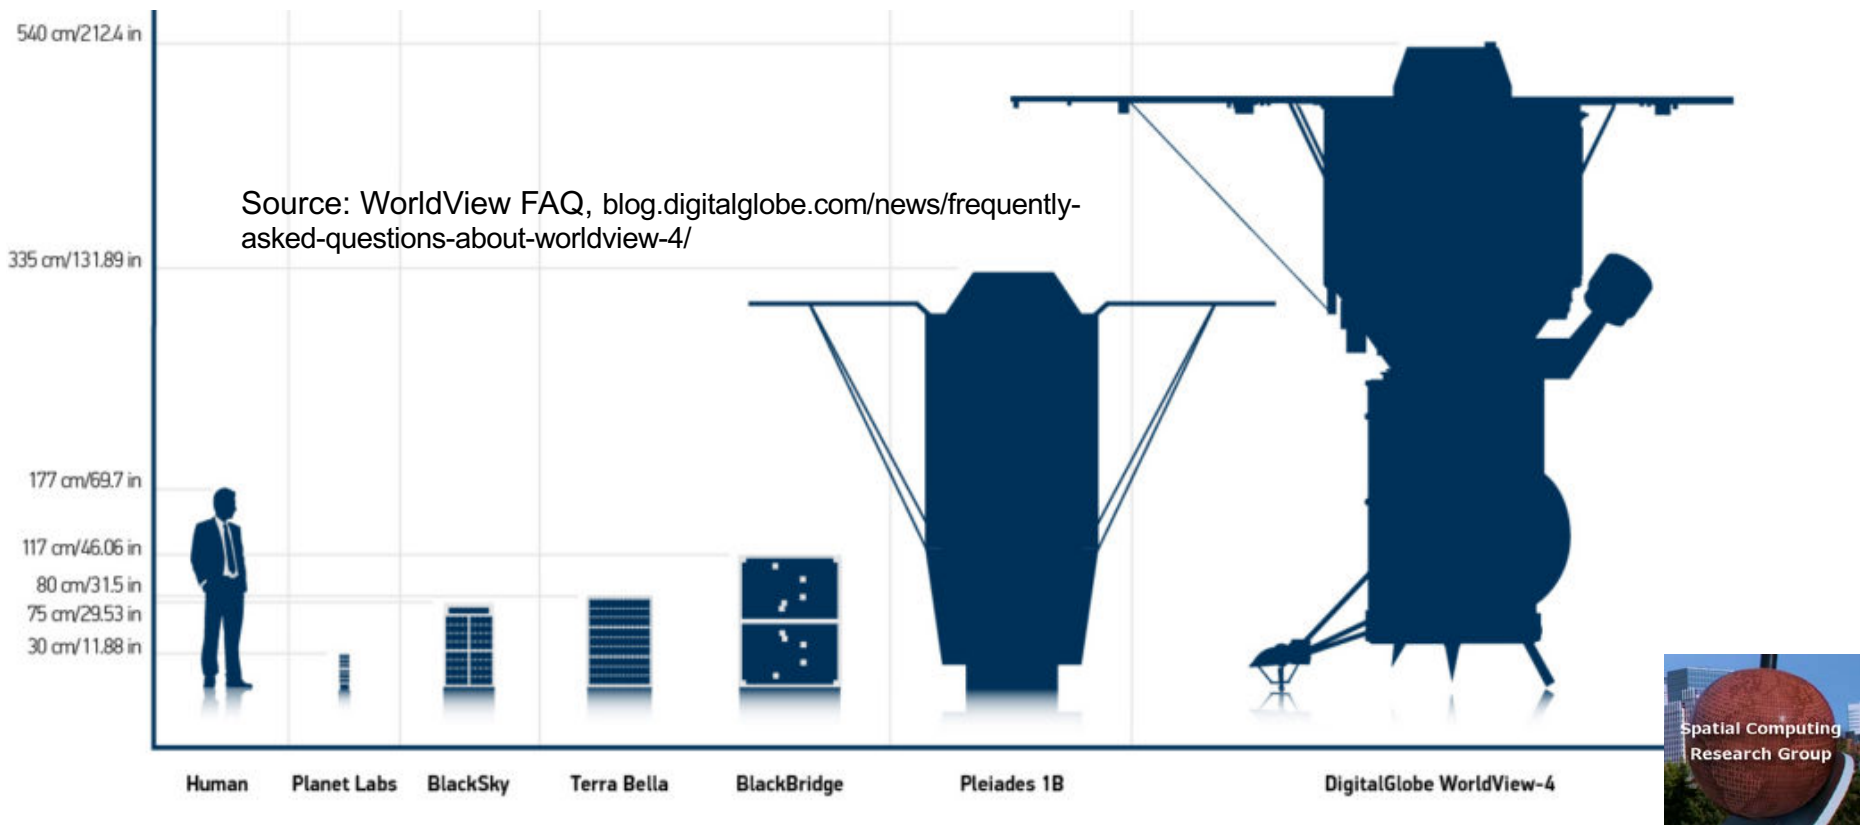 540 cm/212.4 in
Source: WorldView FAQ, blog.digitalglobe.com/news/frequently-
asked-questions-about-worldview-4/
335 cm/131.89 in
177 cm/69.7 in
117 cm/46.06 in
80 cm/31.5 in
75 cm/29.53 in
30 cm/11.88 in
Human
Planet Labs
BlackSky
Terra Bella
BlackBridge
Pleiades 1B
DigitalGlobe WorldView-4
Spatial Computing
Research Group